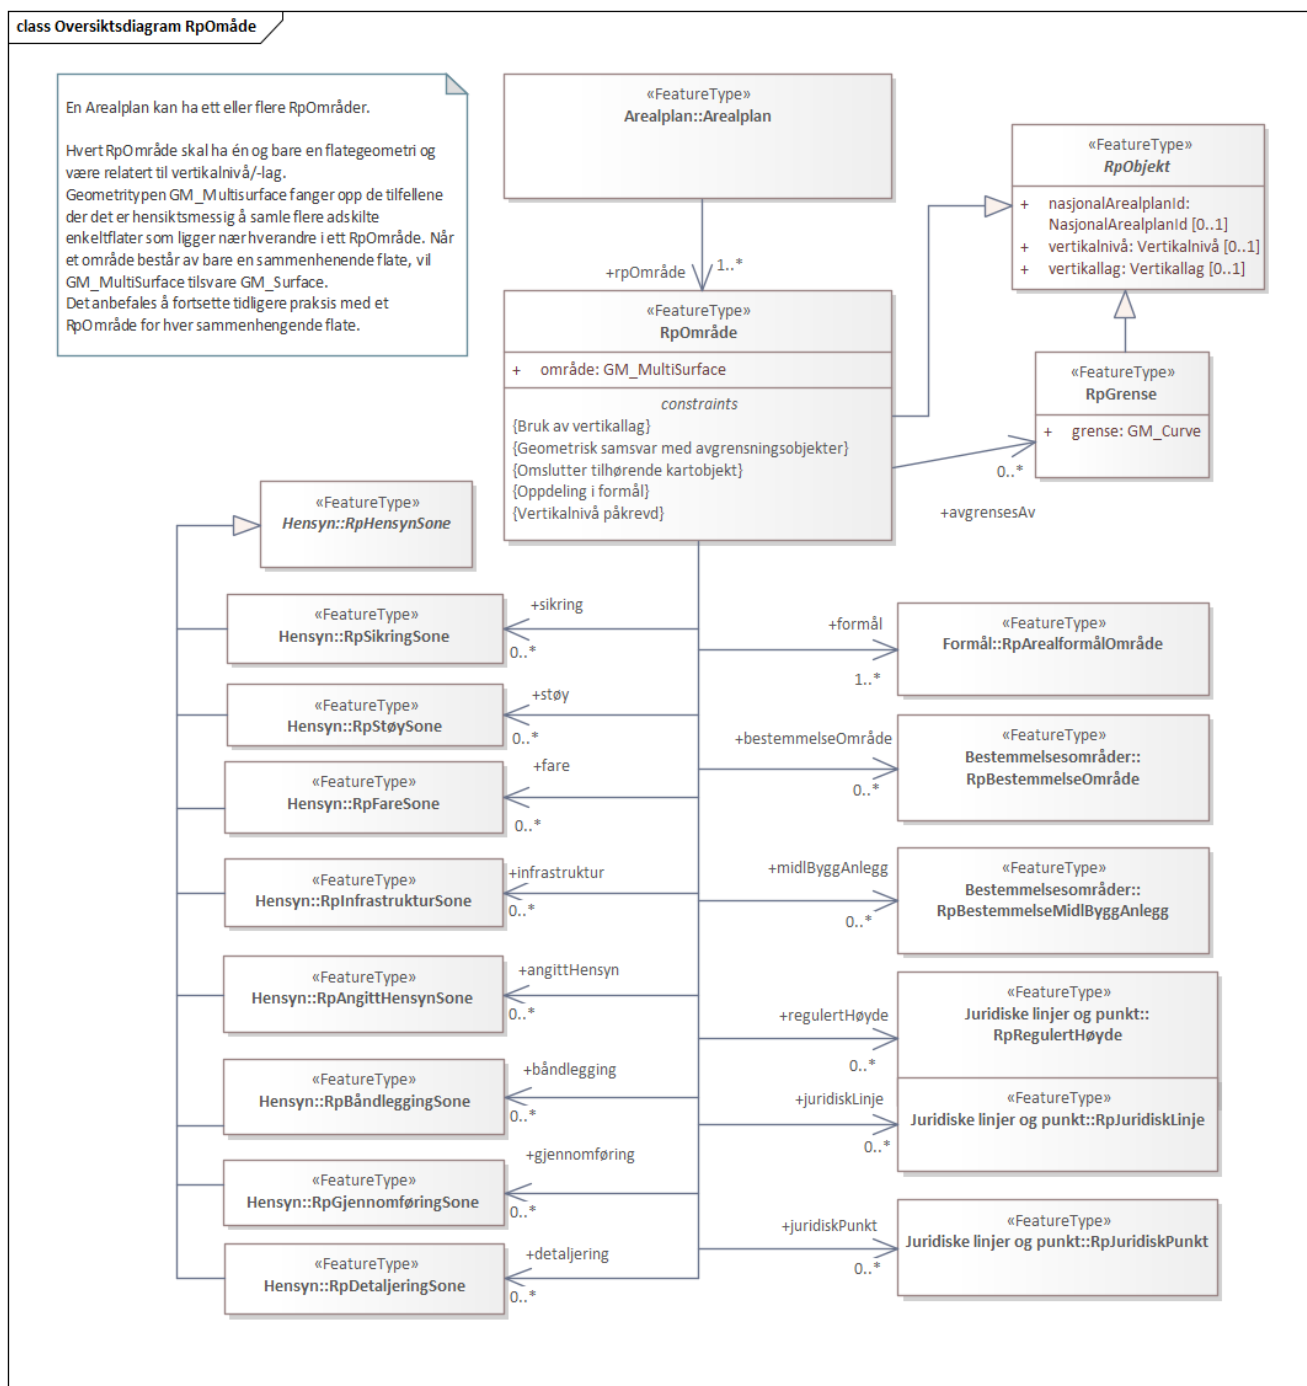 class Oversiktsdiagram RpOmåde
En Arealplan kan ha ett eller flere RpOmråder.
Hvert RpOmråde skal ha én og bare en flategeometri og
være relatert til vertikalnivå/-lag.
Geometritypen GM_Multisurface fanger opp de tilfellene
der det er hensiktsmessig å samle flere adskilte
enkeltflater som ligger nær hverandre i ett RpOmråde. Når
et område består av bare en sammenhenende flate, vil
GM_MultiSurface tilsvare GM_Surface.
Det anbefales å fortsette tidligere praksis med et
RpOmråde for hver sammenhengende flate.
«FeatureType»
Arealplan::Arealplan
+rpOmråde
1..*
«FeatureType»
RpObjekt
+ nasjonalArealplanId:
NasjonalArealplanId [0..1]
+ vertikalnivå: Vertikalnivå [0..1]
+ vertikallag: Vertikallag [0..1]
«FeatureType»
RpOmråde
+ område: GM_MultiSurface
constraints
{Bruk av vertikallag}
{Geometrisk samsvar med avgrensningsobjekter}
{Omslutter tilhørende kartobjekt}
{Oppdeling i formål}
{Vertikalnivå påkrevd}
«FeatureType»
RpGrense
+ grense: GM_Curve
0..*
+avgrensesAv
«FeatureType»
Hensyn::RpHensynSone
«FeatureType»
Hensyn::RpSikringSone
+sikring
0..*
«FeatureType»
Hensyn::RpStøySone
+støy
0..*
«FeatureType»
Hensyn::RpFareSone
+fare
0..*
«FeatureType»
Hensyn::RpInfrastrukturSone
+infrastruktur
0..*
«FeatureType»
Hensyn::RpAngittHensynSone
+angittHensyn
0..*
«FeatureType»
Hensyn::RpBåndleggingSone
+båndlegging
0..*
«FeatureType»
Hensyn::RpGjennomføringSone
+gjennomføring
0..*
«FeatureType»
Hensyn::RpDetaljeringSone
+detaljering
0..*
+formål
1..*
«FeatureType»
Formål::RpArealformålOmråde
+bestemmelseOmråde
0..*
«FeatureType»
Bestemmelsesområder::
RpBestemmelseOmråde
+midlByggAnlegg
0..*
«FeatureType»
Bestemmelsesområder::
RpBestemmelseMidlByggAnlegg
+regulertHøyde
0..*
«FeatureType»
Juridiske linjer og punkt::
RpRegulertHøyde
+juridiskLinje
0..*
«FeatureType»
Juridiske linjer og punkt::RpJuridiskLinje
+juridiskPunkt
0..*
«FeatureType»
Juridiske linjer og punkt::RpJuridiskPunkt